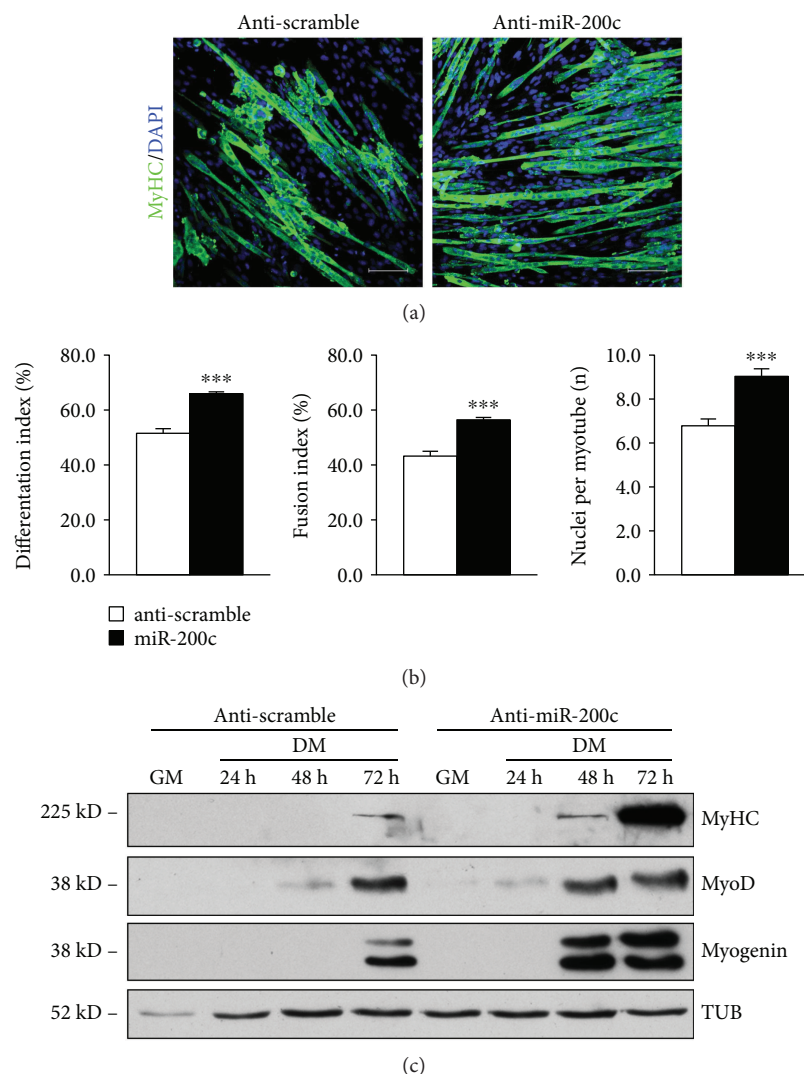 Anti-scramble Anti-miR-200c
MyHC/DAPI
(a)
Differentation index (%)
80.0
60.0
40.0
20.0
0.0
***
Fusion index (%)
80.0
60.0
40.0
20.0
0.0
***
Nuclei per myotube (n)
10.0
8.0
6.0
4.0
2.0
0.0
***
anti-scramble
miR-200c
(b)
Anti-scramble Anti-miR-200c
DM DM
GM 24 h 48 h 72 h GM 24 h 48 h 72 h
225 kD – MyHC
38 kD – MyoD
38 kD – Myogenin
52 kD – TUB
(c)